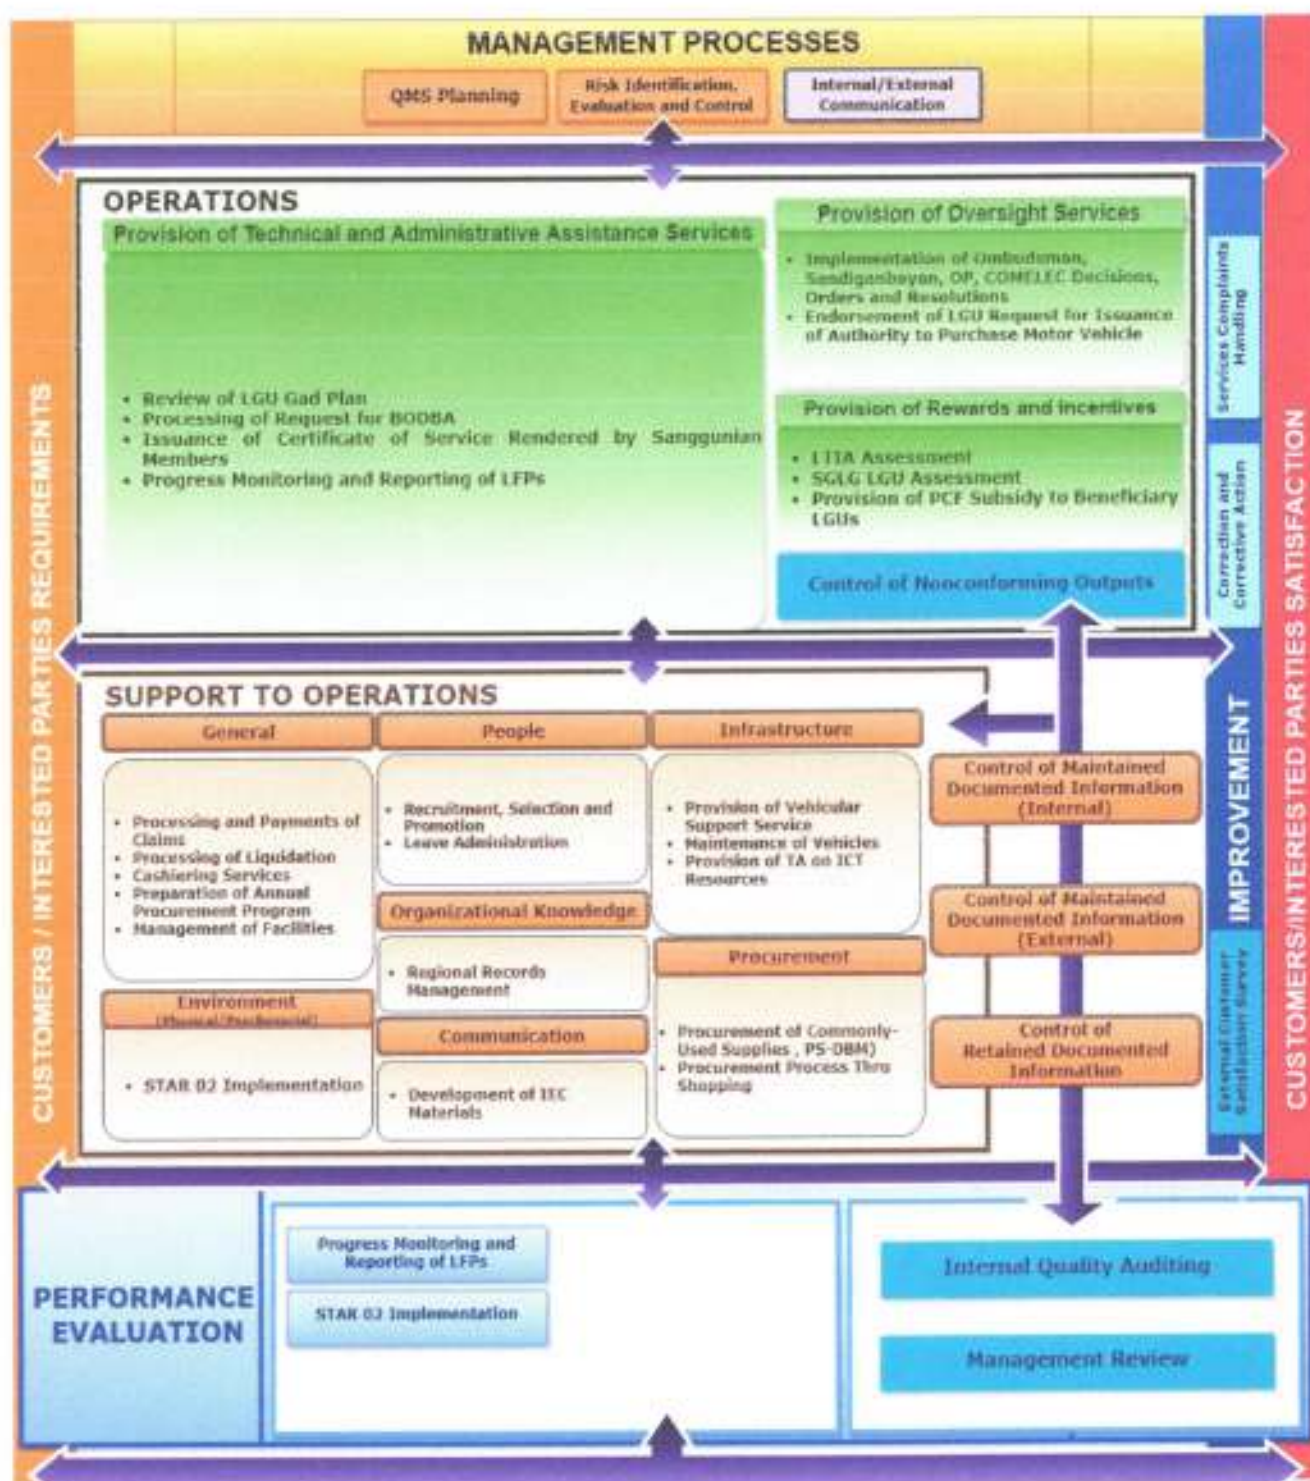 MANAGEMENT PROCESSES
QMS Planning
Risk Identification,
Evaluation and Control
Internal/External
Communication
CUSTOMERS / INTERESTED PARTIES REQUIREMENTS
OPERATIONS
Provision of Technical and Administrative Assistance Services
• Review of LGU Gad Plan
• Processing of Request for BODBA
• Issuance of Certificate of Service Rendered by Sanggunian
Members
• Progress Monitoring and Reporting of LFPs
Provision of Oversight Services
• Implementation of Ombudsman,
Sandiganbayan, OP, COMELEC Decisions,
Orders and Resolutions
• Endorsement of LGU Request for Issuance
of Authority to Purchase Motor Vehicle
Provision of Rewards and Incentives
• LTIA Assessment
• SGLG LGU Assessment
• Provision of PCF Subsidy to Beneficiary
LGUs
Control of Nonconforming Outputs
Services Complaints
Handling
Correction and
Corrective Action
IMPROVEMENT
External Customer
Satisfaction Survey
CUSTOMERS/INTERESTED PARTIES SATISFACTION
SUPPORT TO OPERATIONS
General
• Processing and Payments of
Claims
• Processing of Liquidation
• Cashiering Services
• Preparation of Annual
Procurement Program
• Management of Facilities
Environment
(Physical/Psychosocial)
• STAR 02 Implementation
People
• Recruitment, Selection and
Promotion
• Leave Administration
Organizational Knowledge
• Regional Records
Management
Communication
• Development of IEC
Materials
Infrastructure
• Provision of Vehicular
Support Service
• Maintenance of Vehicles
• Provision of TA on ICT
Resources
Procurement
• Procurement of Commonly-
Used Supplies , PS-DBM)
• Procurement Process Thru
Shopping
Control of Maintained
Documented Information
(Internal)
Control of Maintained
Documented Information
(External)
Control of
Retained Documented
Information
PERFORMANCE
EVALUATION
Progress Monitoring and
Reporting of LFPs
STAR 02 Implementation
Internal Quality Auditing
Management Review